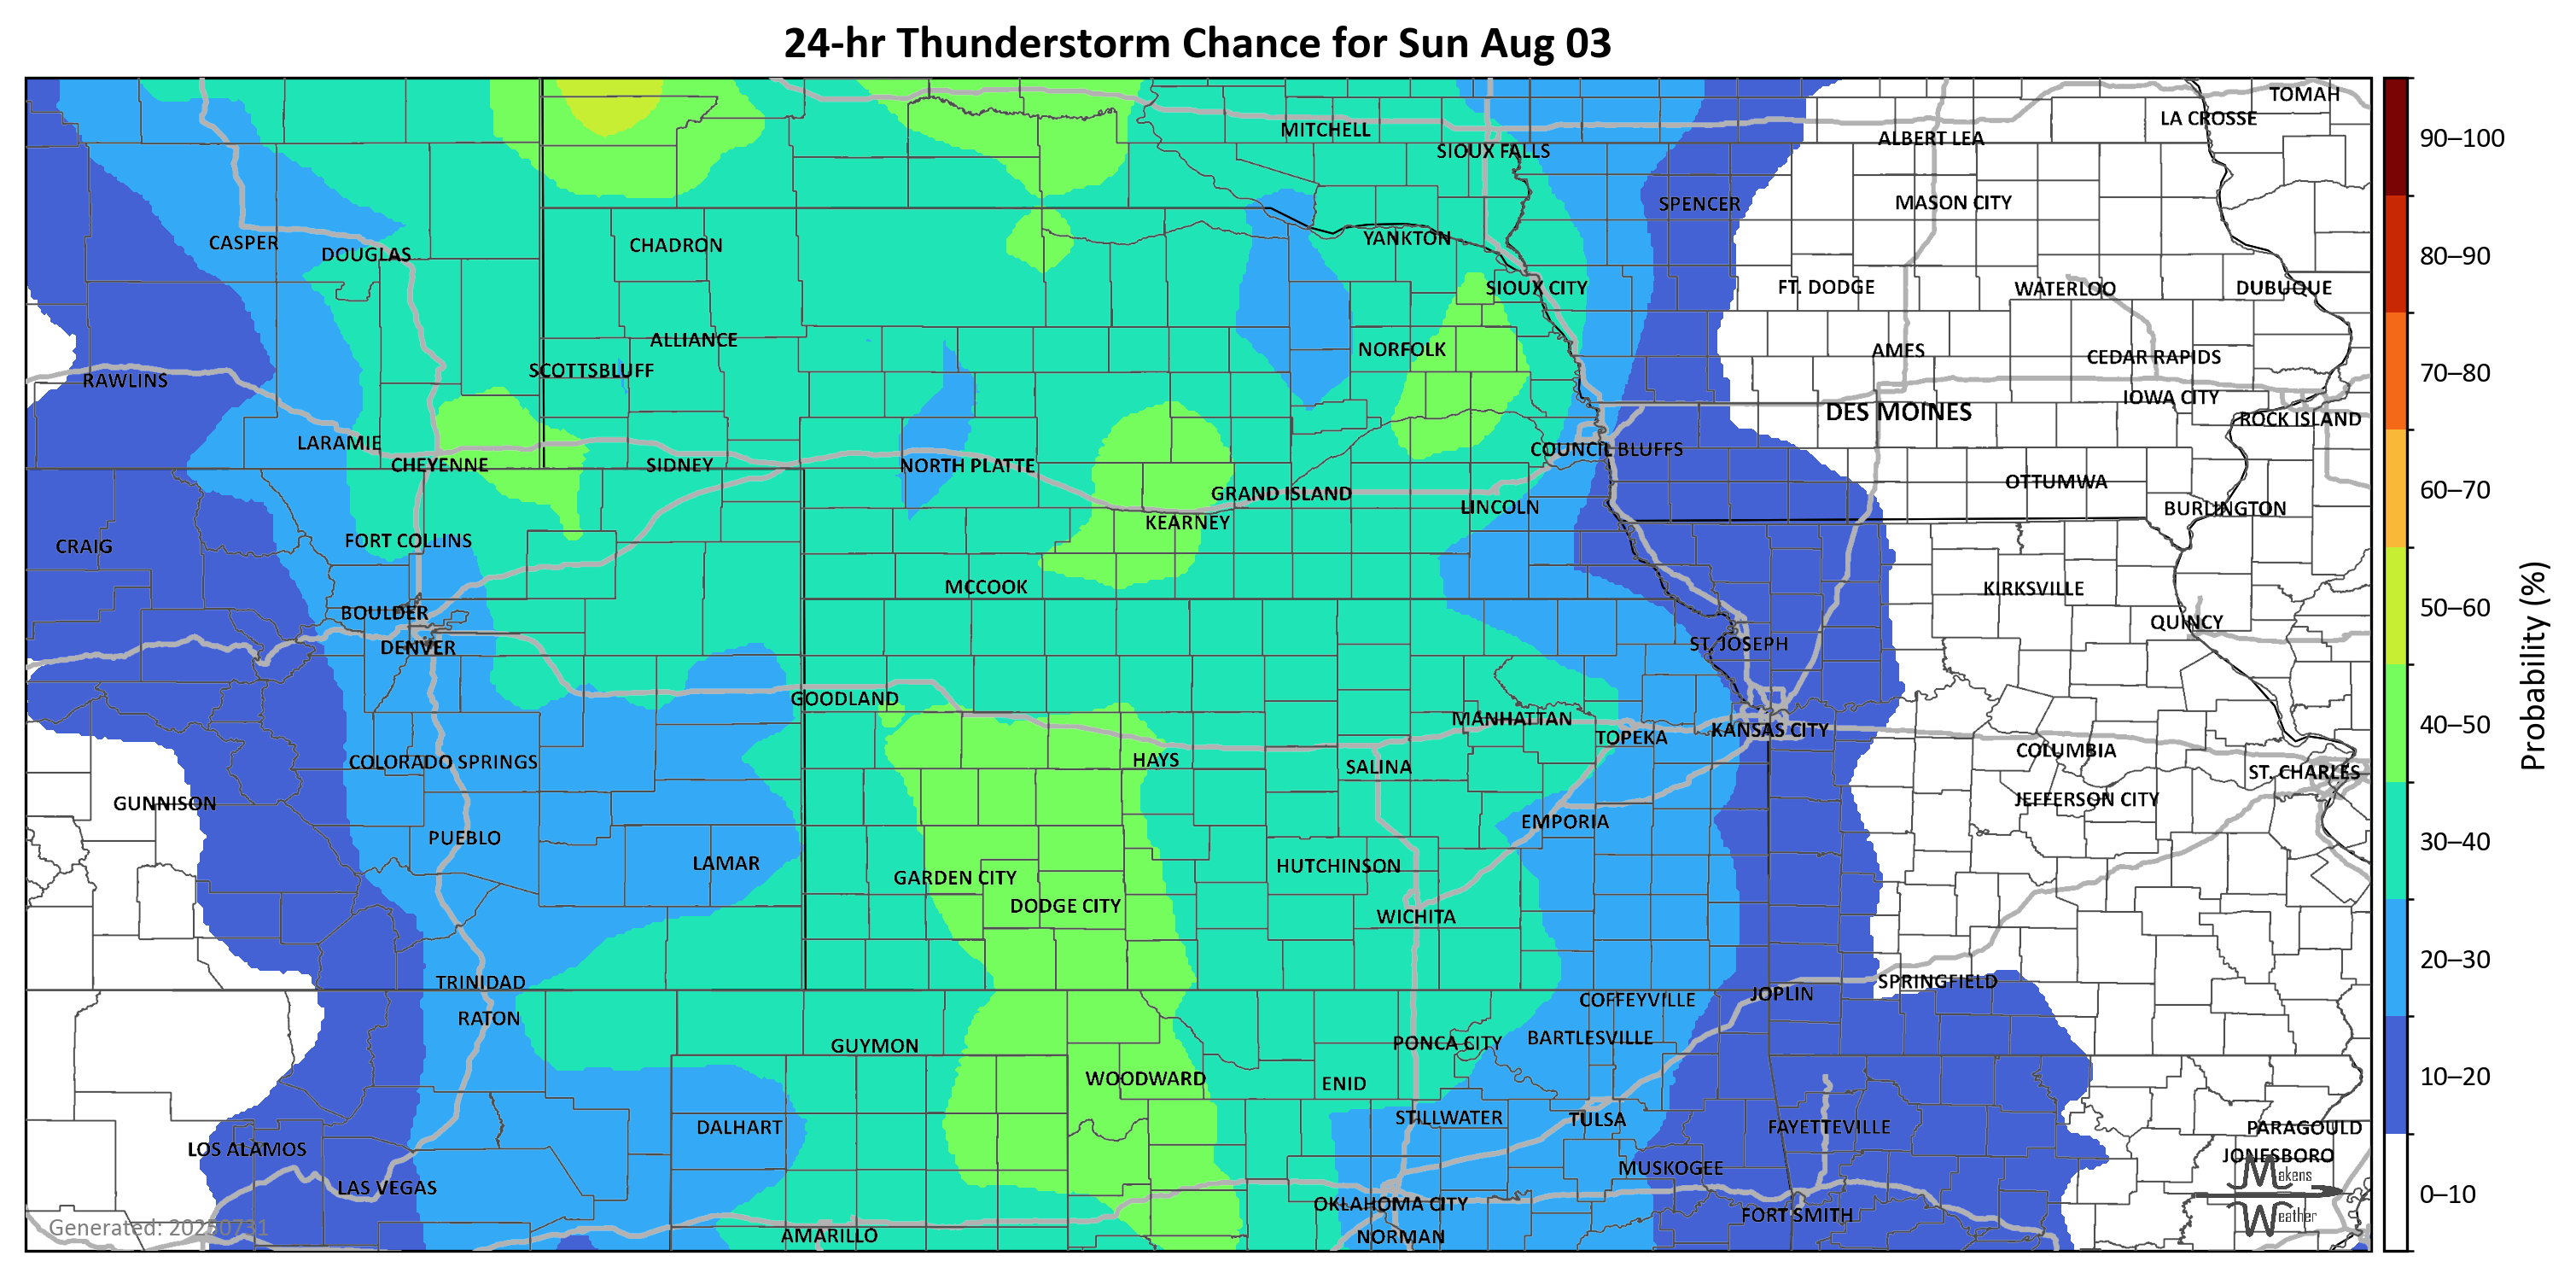 24-hr Thunderstorm Chance for Sun Aug 03
TOMAH
LA CROSSE
MITCHELL
ALBERT LEA
90–100
SIOUX FALLS
SPENCER
MASON CITY
CASPER
DOUGLAS
CHADRON
YANKTON
80–90
SIOUX CITY
FT. DODGE
WATERLOO
DUBUQUE
ALLIANCE
NORFOLK
AMES
CEDAR RAPIDS
RAWLINS
SCOTTSBLUFF
70–80
IOWA CITY
DES MOINES
ROCK ISLAND
LARAMIE
COUNCIL BLUFFS
CHEYENNE
SIDNEY
NORTH PLATTE
OTTUMWA
60–70
GRAND ISLAND
LINCOLN
BURLINGTON
KEARNEY
CRAIG
FORT COLLINS
MCCOOK
KIRKSVILLE
50–60
BOULDER
QUINCY
DENVER
ST. JOSEPH
Probability (%)
GOODLAND
MANHATTAN
40–50
KANSAS CITY
TOPEKA
COLUMBIA
COLORADO SPRINGS
HAYS
SALINA
ST. CHARLES
GUNNISON
JEFFERSON CITY
PUEBLO
EMPORIA
30–40
LAMAR
HUTCHINSON
GARDEN CITY
DODGE CITY
WICHITA
20–30
TRINIDAD
SPRINGFIELD
JOPLIN
COFFEYVILLE
RATON
GUYMON
PONCA CITY
BARTLESVILLE
WOODWARD
ENID
10–20
STILLWATER
TULSA
DALHART
FAYETTEVILLE
PARAGOULD
LOS ALAMOS
JONESBORO
MUSKOGEE
Makens
LAS VEGAS
0–10
OKLAHOMA CITY
FORT SMITH
Weather
Generated: 20250731
AMARILLO
NORMAN